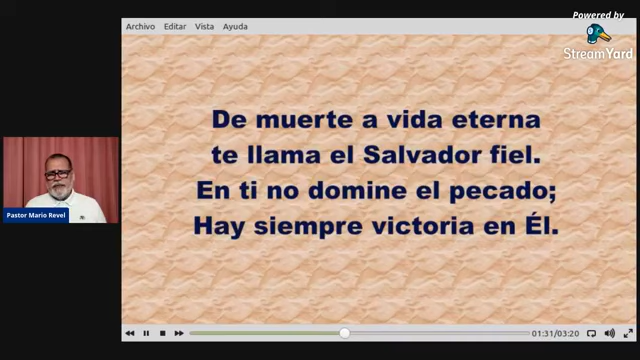 Powered by
StreamYard
Archivo Editar Vista Ayuda
De muerte a vida eterna
te llama el Salvador fiel.
En ti no domine el pecado;
Hay siempre victoria en Él.
Pastor Mario Revel
01:31/03:20